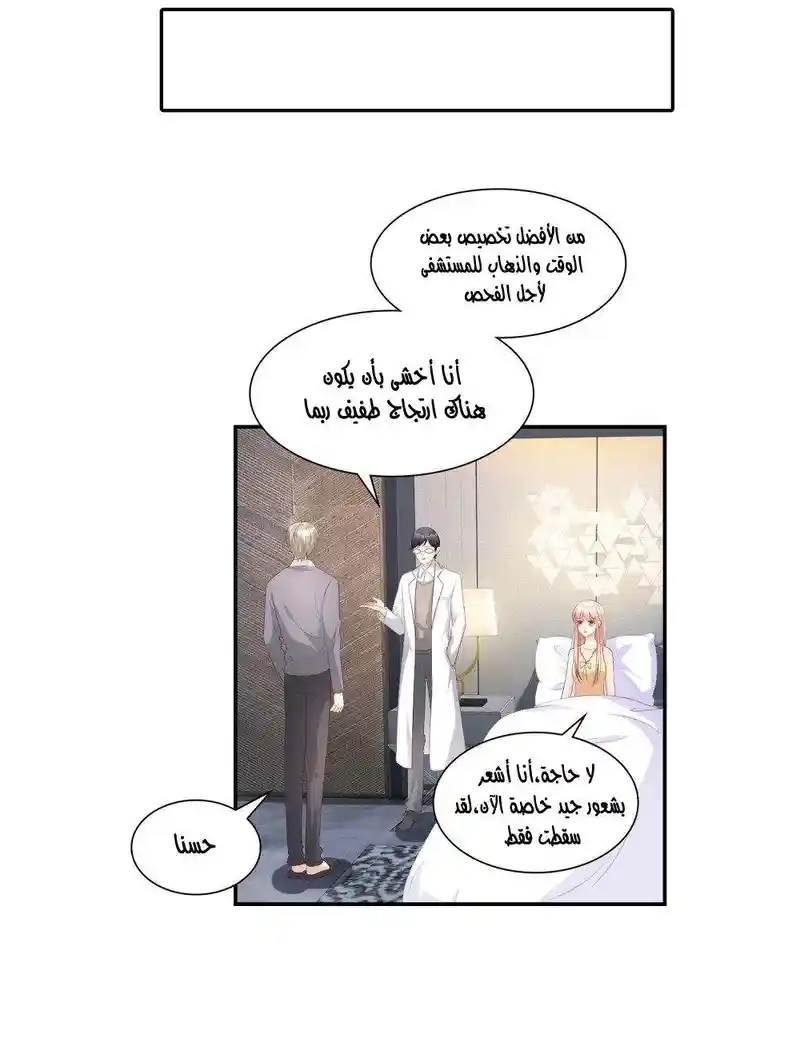 من الأفضل تخصيص بعض
الوقت والذهاب للمستشفى
لأجل الفحص
أنا أخشى بأن يكون
هناك ارتجاج طفيف ربما
لا حاجة،أنا أشعر
بشعور جيد خاصة الآن،لقد
سقطت فقط
حسنا